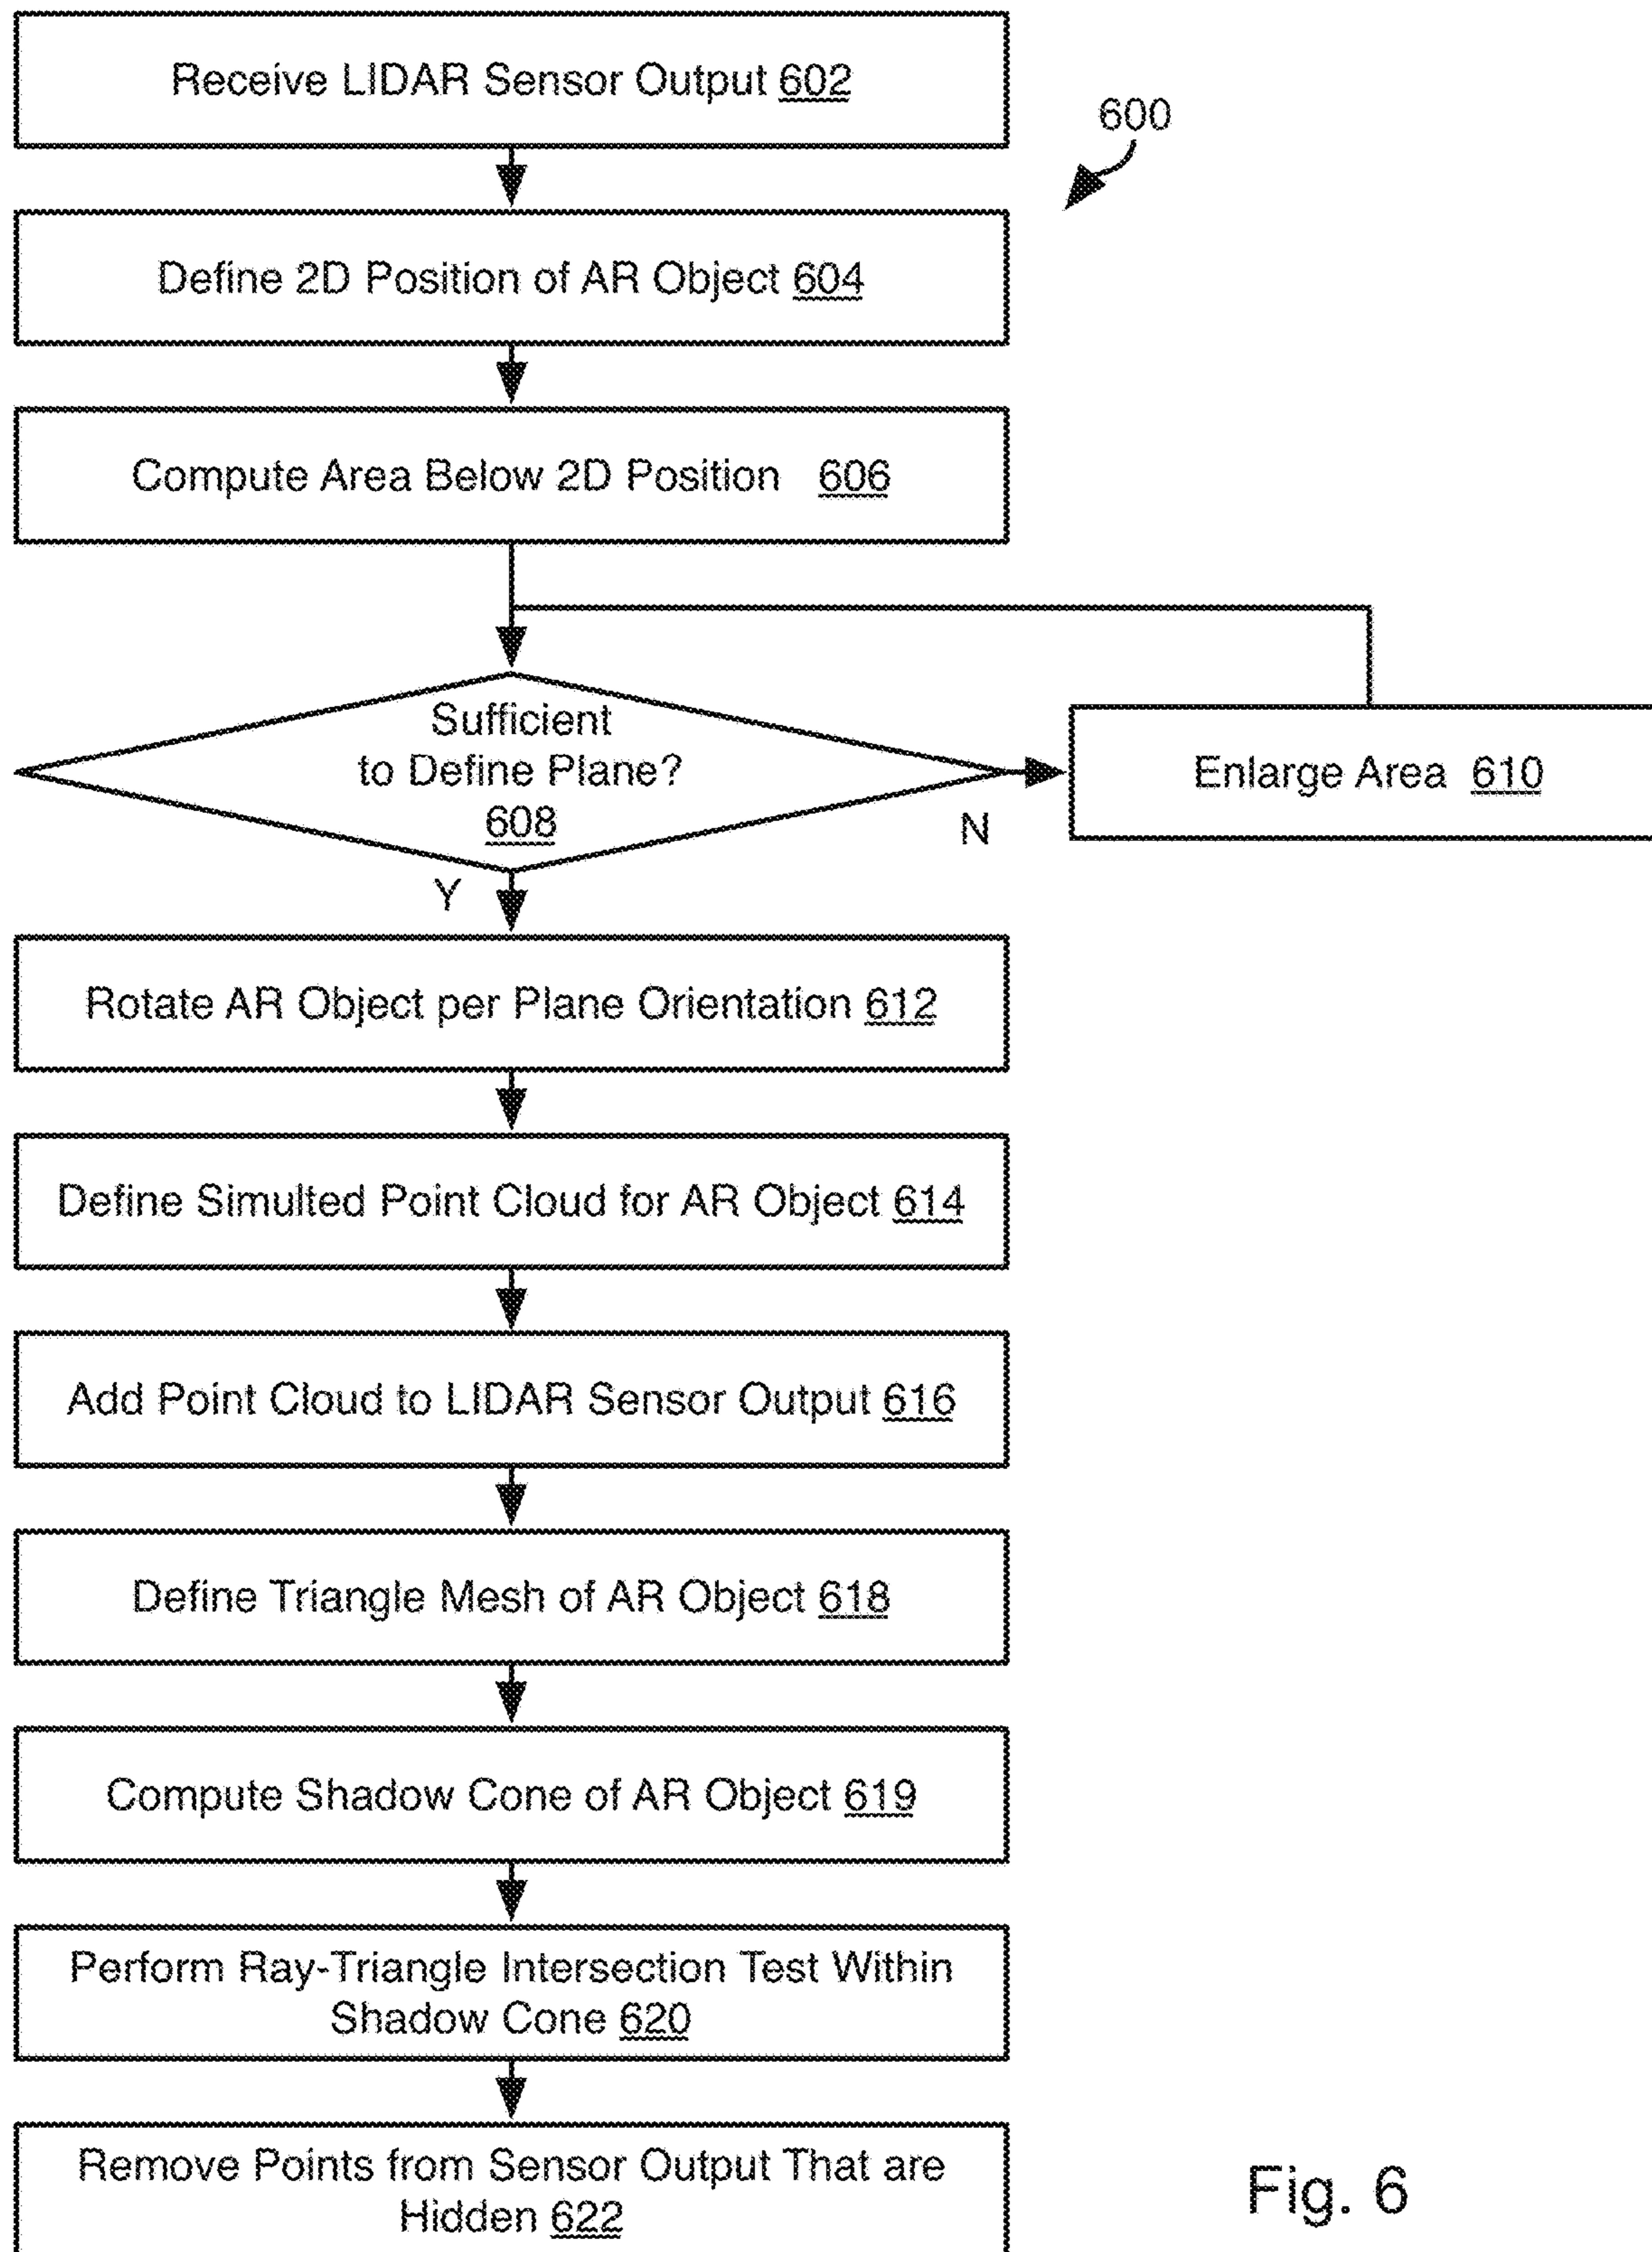 Receive LIDAR Sensor Output 602
600
Define 2D Position of AR Object 604
Compute Area Below 2D Position 606
Sufficient
to Define Plane?
608
N
Enlarge Area 610
Y
Rotate AR Object per Plane Orientation 612
Define Simulted Point Cloud for AR Object 614
Add Point Cloud to LIDAR Sensor Output 616
Define Triangle Mesh of AR Object 618
Compute Shadow Cone of AR Object 619
Perform Ray-Triangle Intersection Test Within
Shadow Cone 620
Remove Points from Sensor Output That are
Hidden 622
Fig. 6